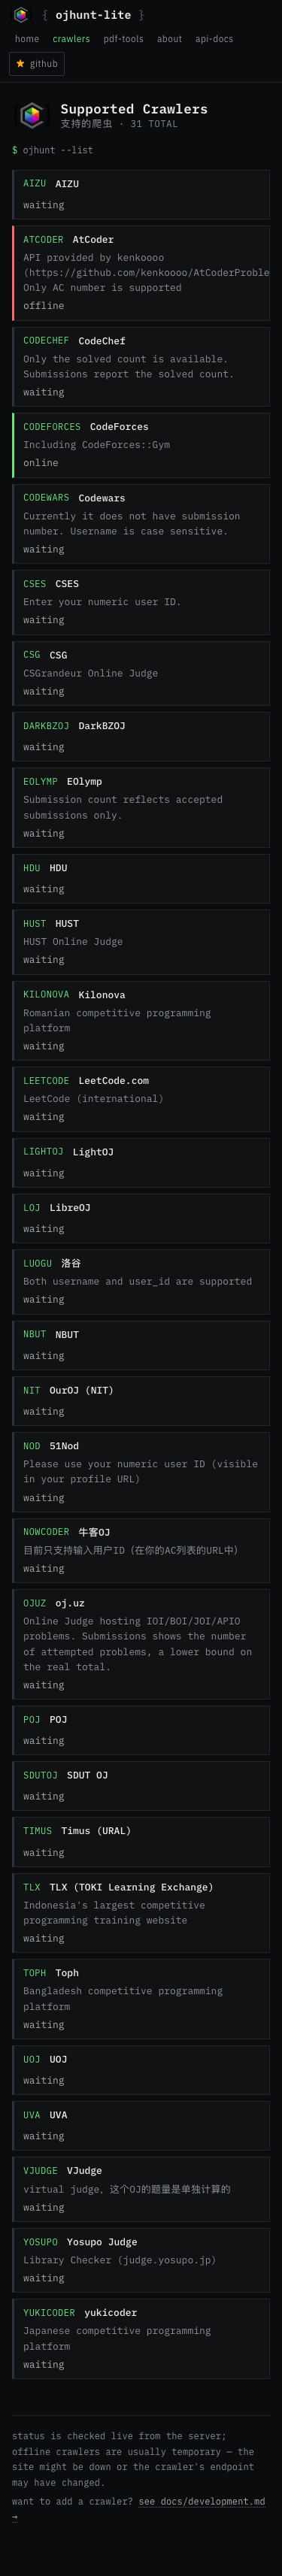 { ojhunt-lite }
home crawlers pdf-tools about api-docs
★ github
Supported Crawlers
支持的爬虫 · 31 TOTAL
$ ojhunt --list
AIZU AIZU
waiting
ATCODER AtCoder
API provided by kenkoooo
(https://github.com/kenkoooo/AtCoderProble
Only AC number is supported
offline
CODECHEF CodeChef
Only the solved count is available.
Submissions report the solved count.
waiting
CODEFORCES CodeForces
Including CodeForces::Gym
online
CODEWARS Codewars
Currently it does not have submission
number. Username is case sensitive.
waiting
CSES CSES
Enter your numeric user ID.
waiting
CSG CSG
CSGrandeur Online Judge
waiting
DARKBZOJ DarkBZOJ
waiting
EOLYMP EOlymp
Submission count reflects accepted
submissions only.
waiting
HDU HDU
waiting
HUST HUST
HUST Online Judge
waiting
KILONOVA Kilonova
Romanian competitive programming
platform
waiting
LEETCODE LeetCode.com
LeetCode (international)
waiting
LIGHTOJ LightOJ
waiting
LOJ LibreOJ
waiting
LUOGU 洛谷
Both username and user_id are supported
waiting
NBUT NBUT
waiting
NIT OurOJ (NIT)
waiting
NOD 51Nod
Please use your numeric user ID (visible
in your profile URL)
waiting
NOWCODER 牛客OJ
目前只支持输入用户ID（在你的AC列表的URL中）
waiting
OJUZ oj.uz
Online Judge hosting IOI/BOI/JOI/APIO
problems. Submissions shows the number
of attempted problems, a lower bound on
the real total.
waiting
POJ POJ
waiting
SDUTOJ SDUT OJ
waiting
TIMUS Timus (URAL)
waiting
TLX TLX (TOKI Learning Exchange)
Indonesia's largest competitive
programming training website
waiting
TOPH Toph
Bangladesh competitive programming
platform
waiting
UOJ UOJ
waiting
UVA UVA
waiting
VJUDGE VJudge
virtual judge，这个OJ的题量是单独计算的
waiting
YOSUPO Yosupo Judge
Library Checker (judge.yosupo.jp)
waiting
YUKICODER yukicoder
Japanese competitive programming
platform
waiting
status is checked live from the server;
offline crawlers are usually temporary — the
site might be down or the crawler's endpoint
may have changed.
want to add a crawler? see docs/development.md
→